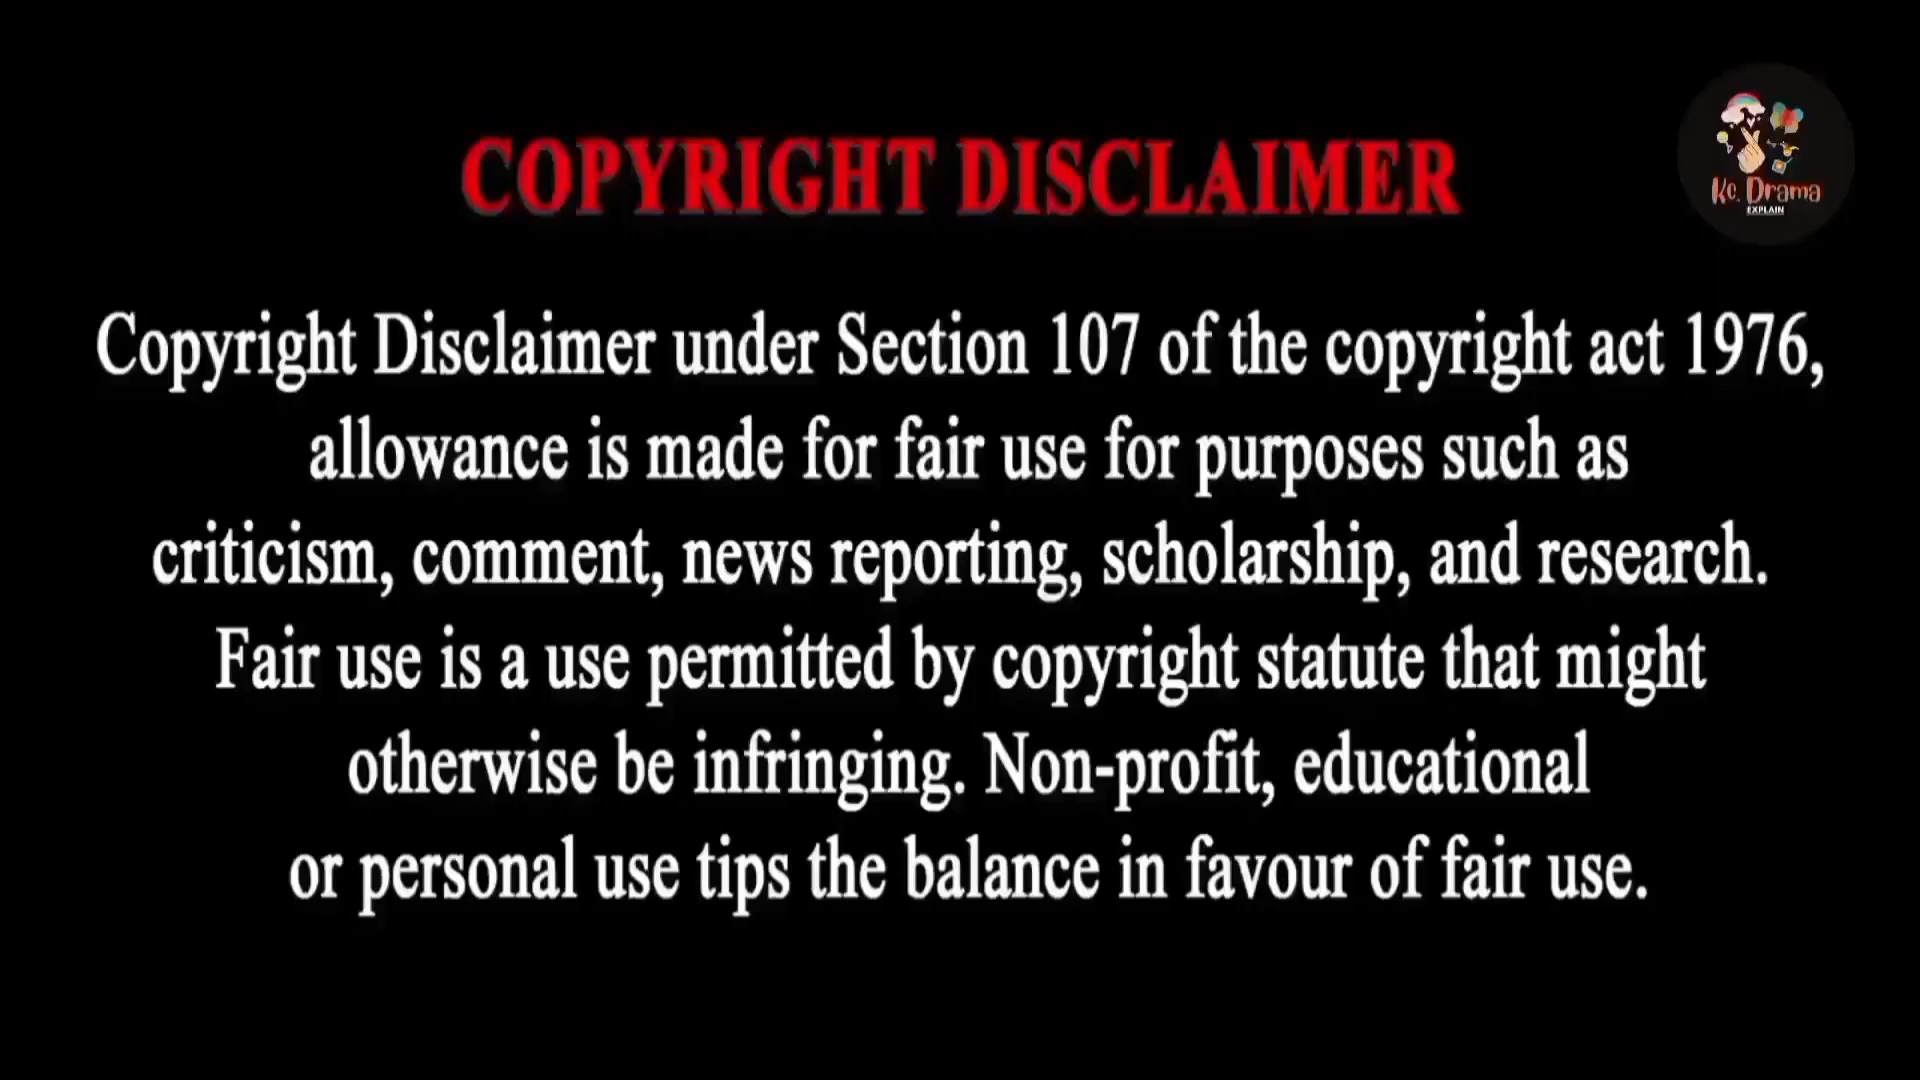 COPYRIGHT DISCLAIMER
Kc. Drama
EXPLAIN
Copyright Disclaimer under Section 107 of the copyright act 1976,
allowance is made for fair use for purposes such as
criticism, comment, news reporting, scholarship, and research.
Fair use is a use permitted by copyright statute that might
otherwise be infringing. Non-profit, educational
or personal use tips the balance in favour of fair use.